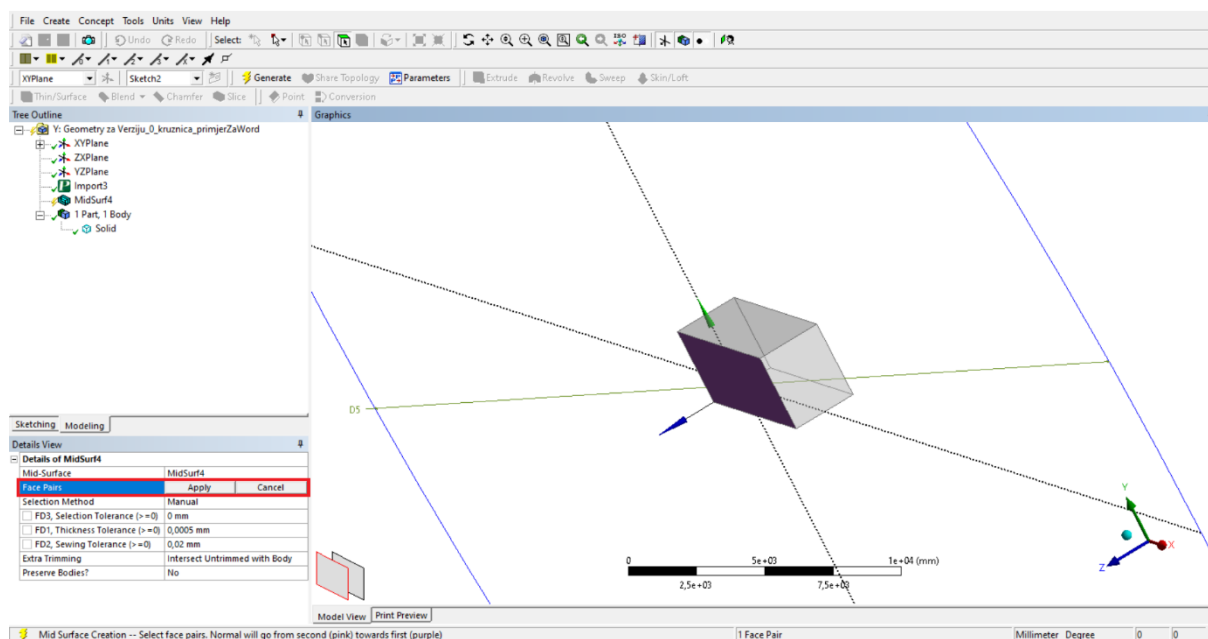 File Create Concept Tools Units View Help
Undo Redo Select: ISO
XYPlane Sketch2 Generate Share Topology Parameters Extrude Revolve Sweep Skin/Loft
Thin/Surface Blend Chamfer Slice Point Conversion
Tree Outline Graphics
Y: Geometry za Verziju_0_kruznica_primjerZaWord
XYPlane
ZXPlane
YZPlane
Import3
MidSurf4
1 Part, 1 Body
Solid
D5
Sketching Modeling
Details View
Details of MidSurf4
Mid-Surface MidSurf4
Face Pairs Apply Cancel
Selection Method Manual
FD3, Selection Tolerance (>=0) 0 mm
FD1, Thickness Tolerance (>=0) 0,0005 mm
FD2, Sewing Tolerance (>=0) 0,02 mm
Extra Trimming Intersect Untrimmed with Body
Preserve Bodies? No
Y
X
Z
0 5e+03 1e+04 (mm)
2,5e+03 7,5e+03
Model View Print Preview
Mid Surface Creation -- Select face pairs. Normal will go from second (pink) towards first (purple) 1 Face Pair Millimeter Degree 0 0